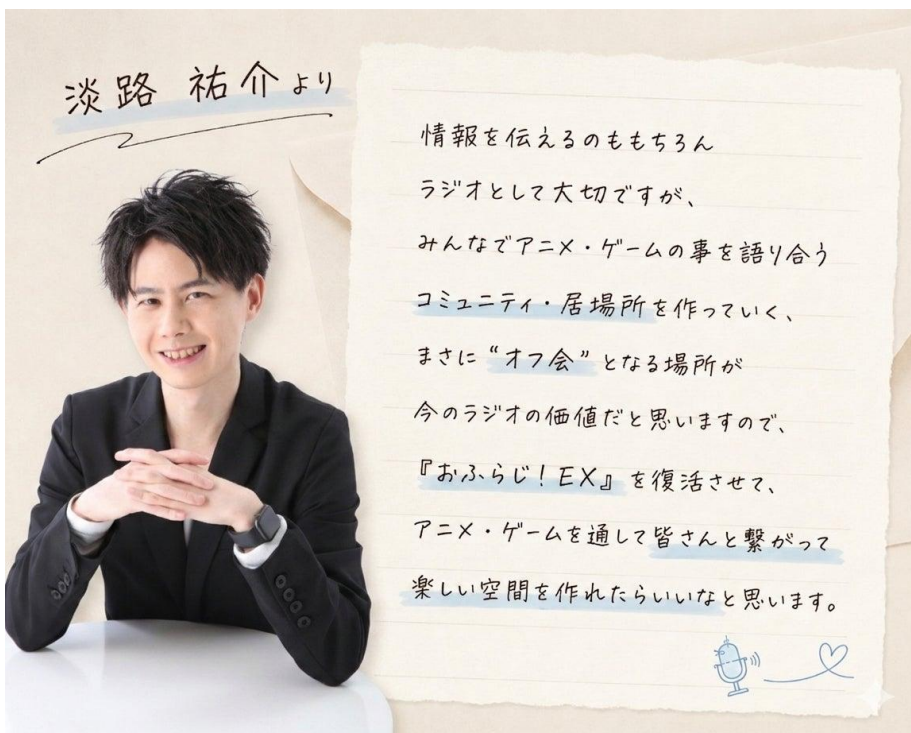 淡路 祐介より
情報を伝えるのももちろん
ラジオとして大切ですが、
みんなでアニメ・ゲームの事を語り合う
コミュニティ・居場所を作っていく、
まさに“オフ会”となる場所が
今のラジオの価値だと思いますので、
『おふらじ！EX』を復活させて、
アニメ・ゲームを通して皆さんと繋がって
楽しい空間を作れたらいいなと思います。